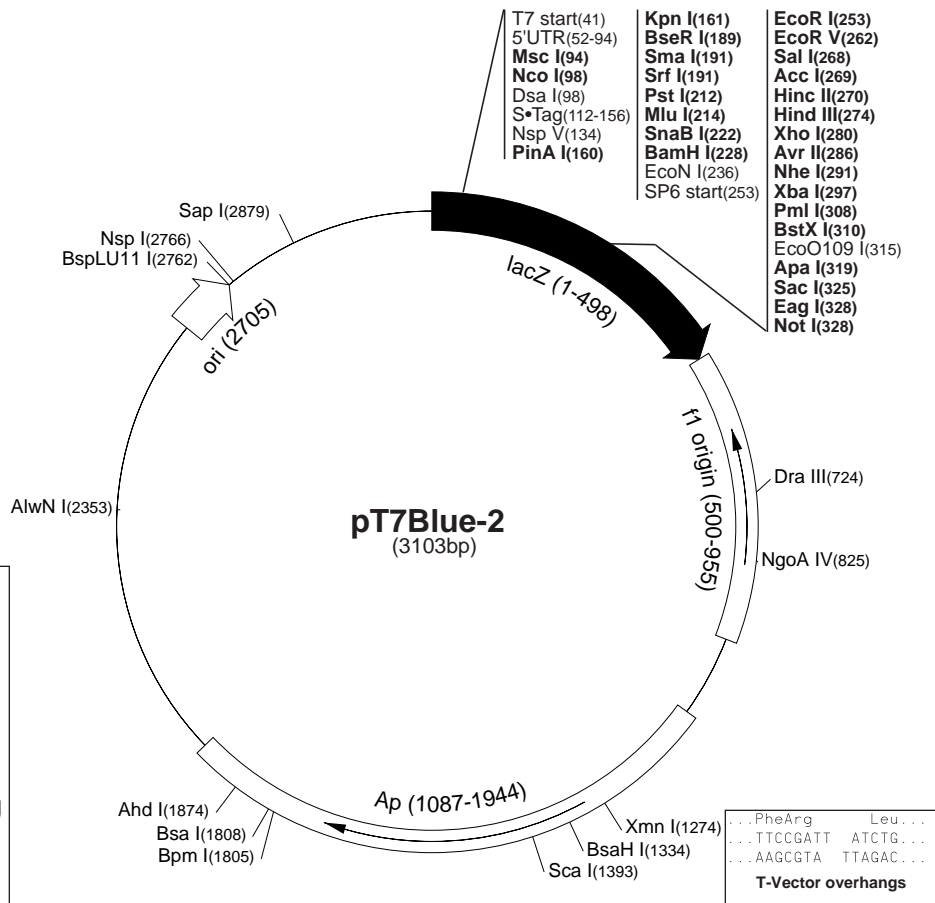 T7 start(41)
5'UTR(52-94)
Msc I(94)
Nco I(98)
Dsa I(98)
S•Tag(112-156)
Nsp V(134)
PinA I(160)
Kpn I(161)
BseR I(189)
Sma I(191)
Srf I(191)
Pst I(212)
Mlu I(214)
SnaB I(222)
BamH I(228)
EcoN I(236)
SP6 start(253)
EcoR I(253)
EcoR V(262)
Sal I(268)
Acc I(269)
Hinc II(270)
Hind III(274)
Xho I(280)
Avr II(286)
Nhe I(291)
Xba I(297)
Pml I(308)
BstX I(310)
EcoO109 I(315)
Apa I(319)
Sac I(325)
Eag I(328)
Not I(328)
Sap I(2879)
Nsp I(2766)
BspLU11 I(2762)
ori (2705)
lacZ (1-498)
f1 origin (500-955)
Dra III(724)
NgoA IV(825)
AlwN I(2353)
pT7Blue-2
(3103bp)
Ap (1087-1944)
Ahd I(1874)
Bsa I(1808)
Bpm I(1805)
Xmn I(1274)
BsaH I(1334)
Sca I(1393)
...PheArg Leu...
...TTCCGATT ATCTG...
...AAGCGTA TTAGAC...
T-Vector overhangs